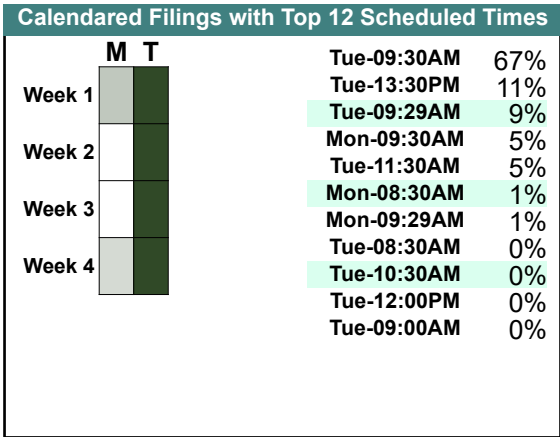 Calendared Filings with Top 12 Scheduled Times
M T
Week 1
Week 2
Week 3
Week 4
Tue-09:30AM 67%
Tue-13:30PM 11%
Tue-09:29AM 9%
Mon-09:30AM 5%
Tue-11:30AM 5%
Mon-08:30AM 1%
Mon-09:29AM 1%
Tue-08:30AM 0%
Tue-10:30AM 0%
Tue-12:00PM 0%
Tue-09:00AM 0%